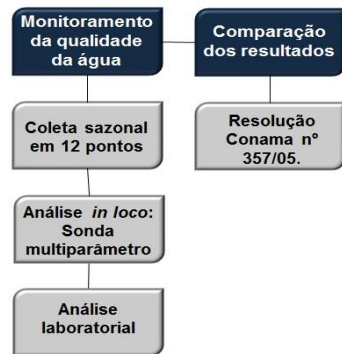 Monitoramento
da qualidade
da água
Comparação
dos resultados
Coleta sazonal
em 12 pontos
Resolução
Conama nº
357/05.
Análise in loco:
Sonda
multiparâmetro
Análise
laboratorial